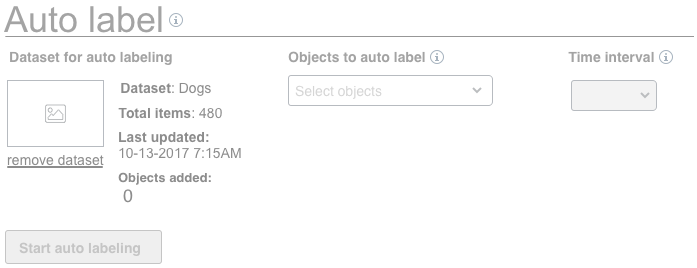 Auto label
Dataset for auto labeling
Objects to auto label
Time interval
Dataset: Dogs
Select objects
Total items: 480
Last updated:
10-13-2017 7:15AM
remove dataset
Objects added:
0
Start auto labeling